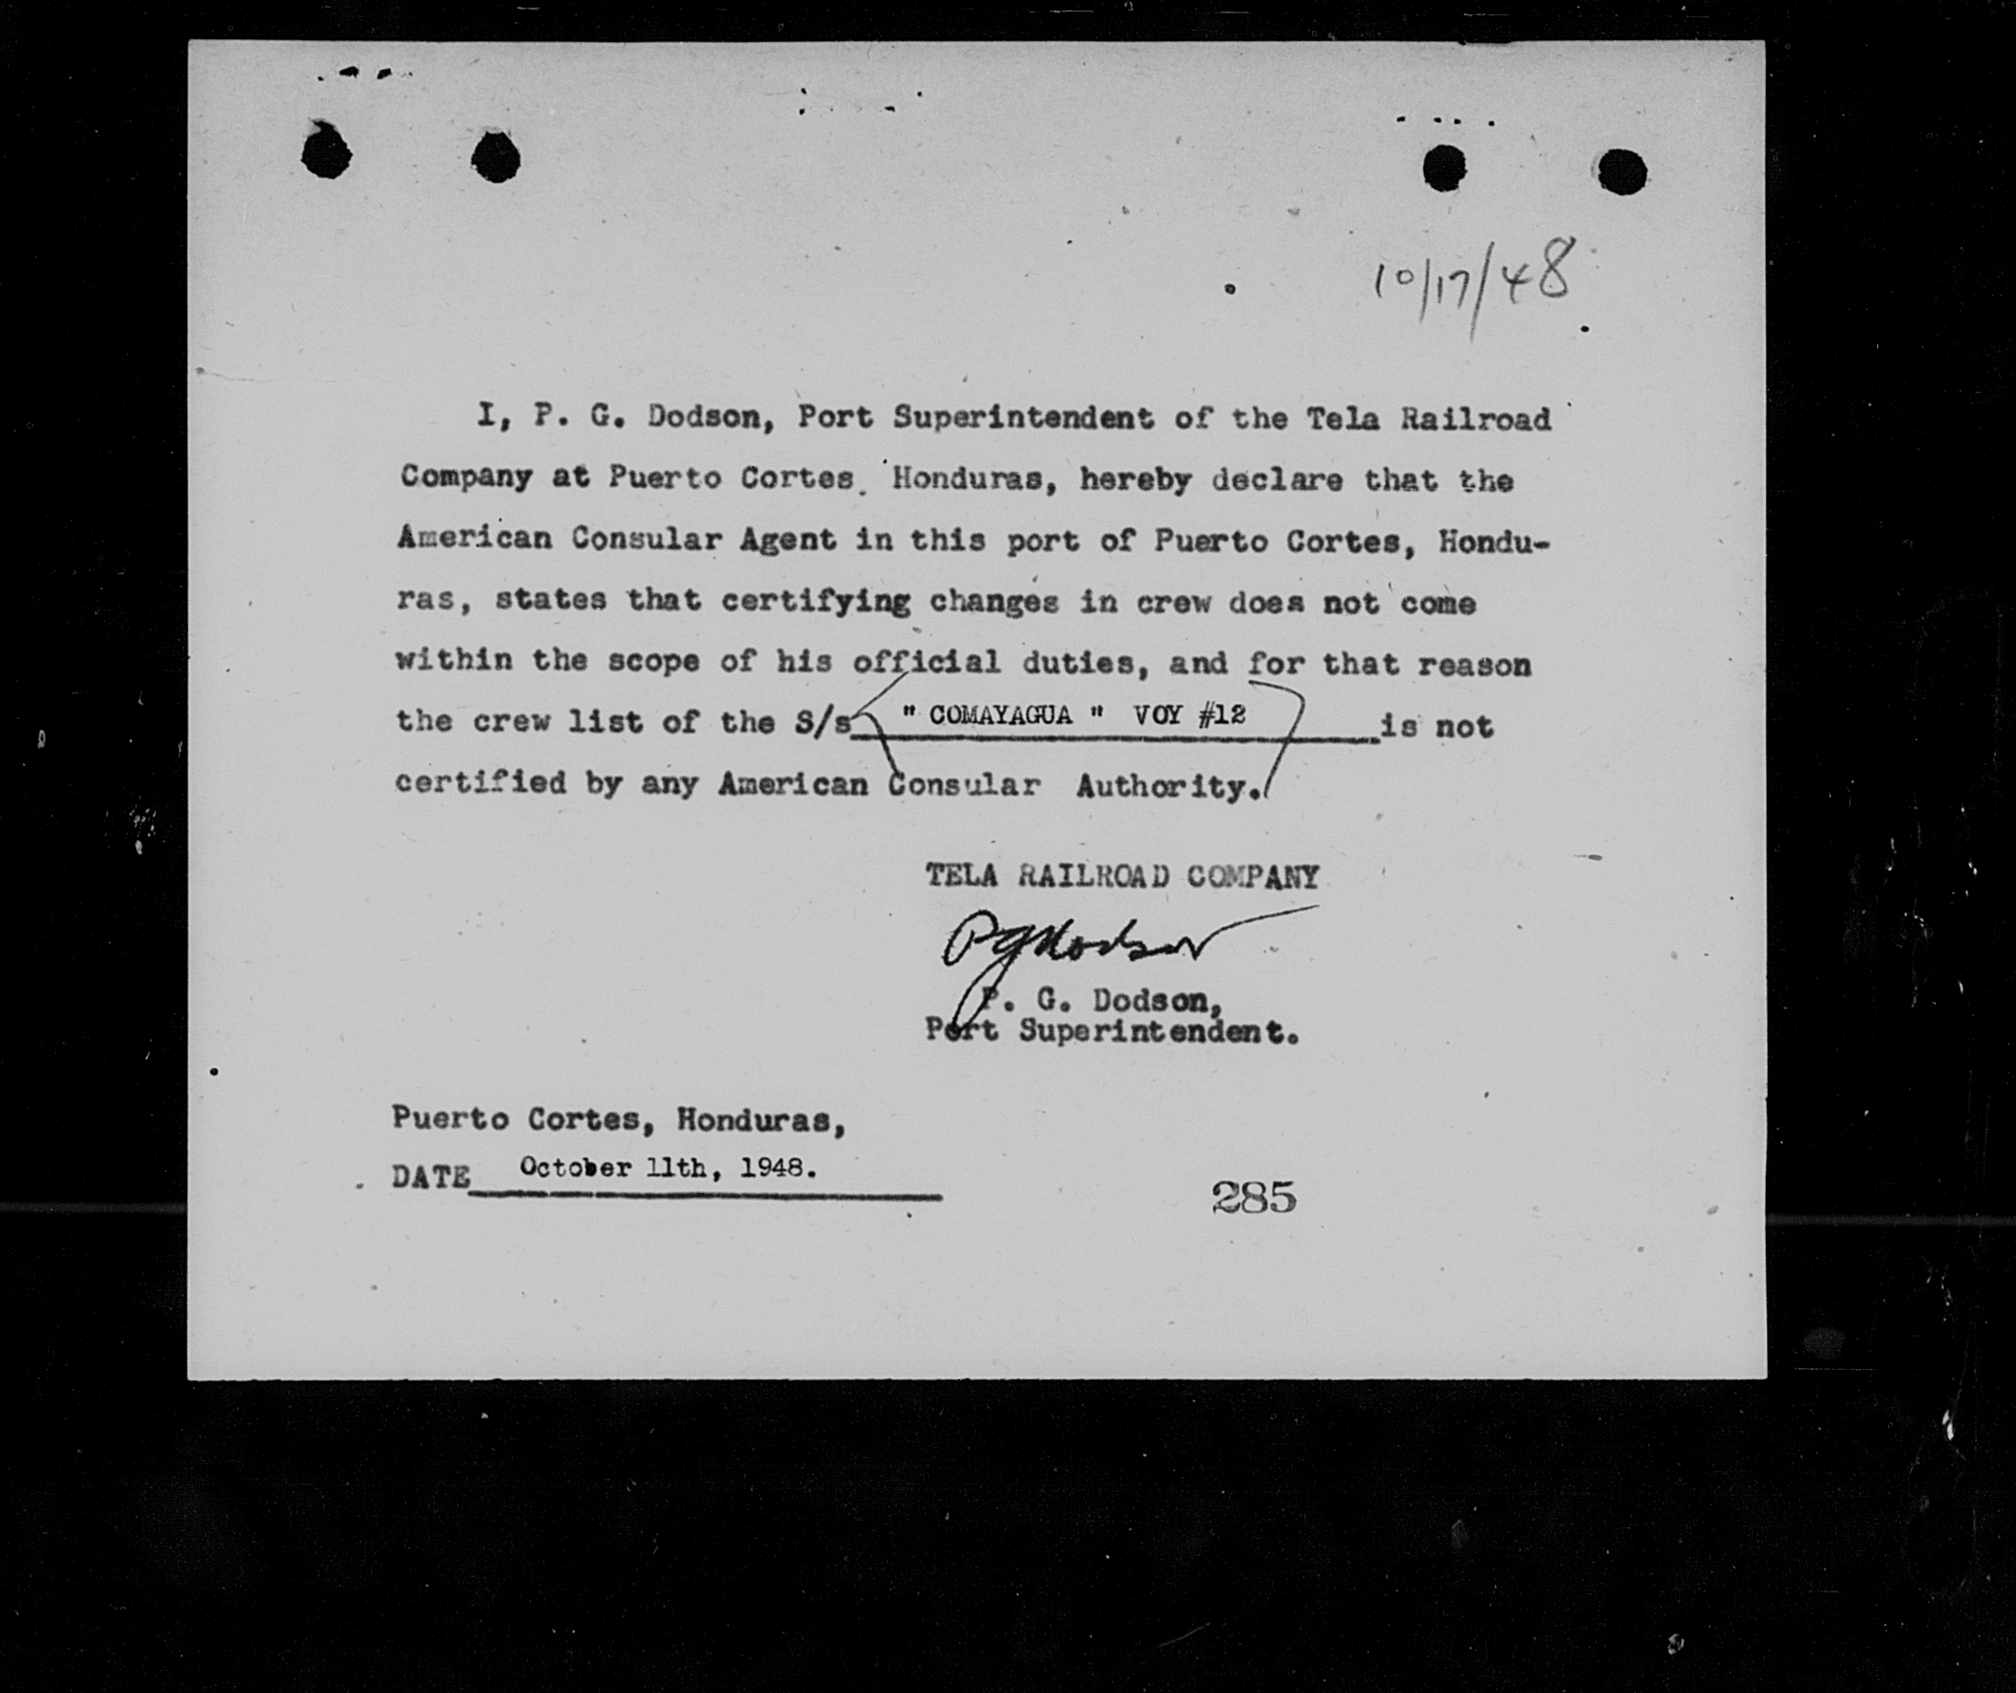 10/17/48
I, P. G. Dodson, Port Superintendent of the Tela Railroad
Company at Puerto Cortes. Honduras, hereby declare that the
American Consular Agent in this port of Puerto Cortes, Hondu-
ras, states that certifying changes in crew does not come
within the scope of his official duties, and for that reason
the crew list of the S/s " COMAYAGUA " VOY #12 is not
certified by any American Consular Authority.
TELA RAILROAD COMPANY
PGDodson
P. G. Dodson,
Port Superintendent.
Puerto Cortes, Honduras,
DATE October 11th, 1948.
285